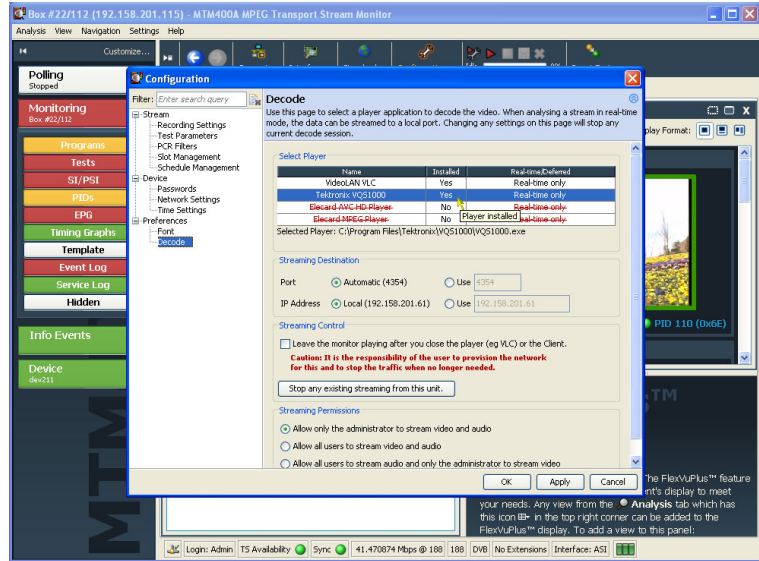 Box #22/112 (192.158.201.115) - MTM400A MPEG Transport Stream Monitor
Analysis View Navigation Settings Help
Customize...
Polling
Stopped
Monitoring
Box #22/112
Programs
Tests
SI/PSI
PIDs
EPG
Timing Graphs
Template
Event Log
Service Log
Hidden
Info Events
Device
dev211
Configuration
Filter: Enter search query
Stream
Recording Settings
Test Parameters
PCR Filters
Slot Management
Schedule Management
Device
Passwords
Network Settings
Time Settings
Preferences
Font
Decode
Decode
Use this page to select a player application to decode the video. When analysing a stream in real-time
mode, the data can be streamed to a local port. Changing any settings on this page will stop any
current decode session.
Select Player
Name Installed Real-time/Deferred
VideoLAN VLC Yes Real-time only
Tektronix VQS1000 Yes Real-time only
Elecard AVC HD Player No Real-time only
Elecard MPEG Player No Real-time only
Player installed
Selected Player: C:\Program Files\Tektronix\VQS1000\VQS1000.exe
Streaming Destination
Port Automatic (4354) Use 4354
IP Address Local (192.158.201.61) Use 192.158.201.61
Streaming Control
Leave the monitor playing after you close the player (eg VLC) or the Client.
Caution: It is the responsibility of the user to provision the network
for this and to stop the traffic when no longer needed.
Stop any existing streaming from this unit.
Streaming Permissions
Allow only the administrator to stream video and audio
Allow all users to stream video and audio
Allow all users to stream audio and only the administrator to stream video
OK Apply Cancel
play Format:
PID 110 (0x6E)
TM
The FlexVuPlus™ feature
ent's display to meet
your needs. Any view from the Analysis tab which has
this icon in the top right corner can be added to the
FlexVuPlus™ display. To add a view to this panel:
MTM
Login: Admin TS Availability Sync 41.470874 Mbps @ 188 188 DVB No Extensions Interface: ASI